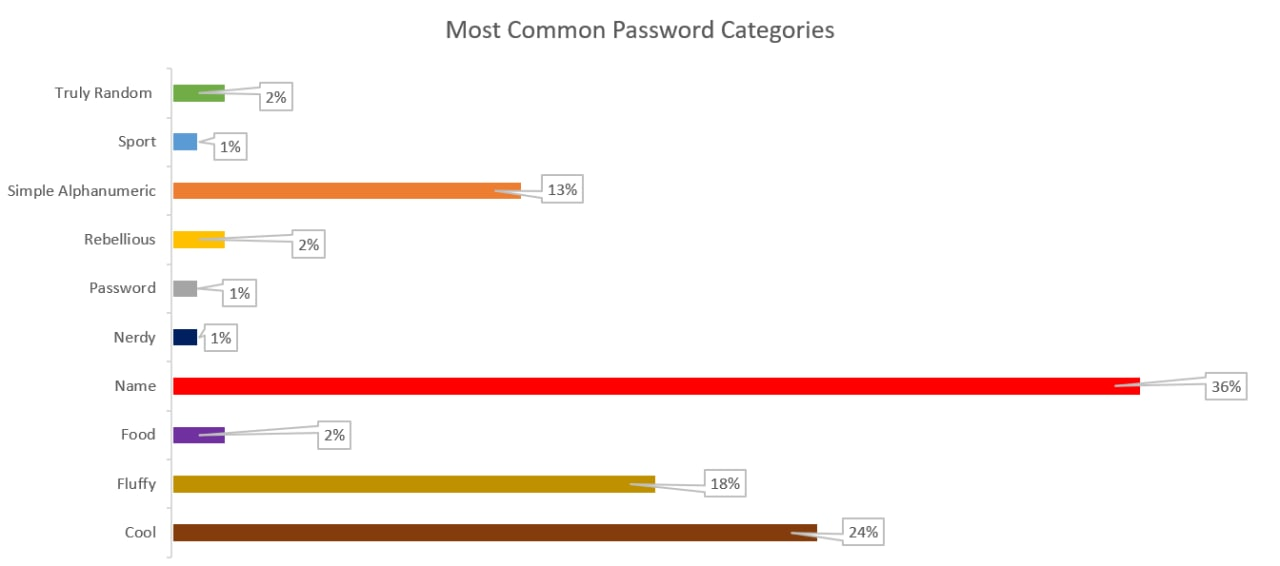 Most Common Password Categories
Truly Random 2%
Sport 1%
Simple Alphanumeric 13%
Rebellious 2%
Password 1%
Nerdy 1%
Name 36%
Food 2%
Fluffy 18%
Cool 24%